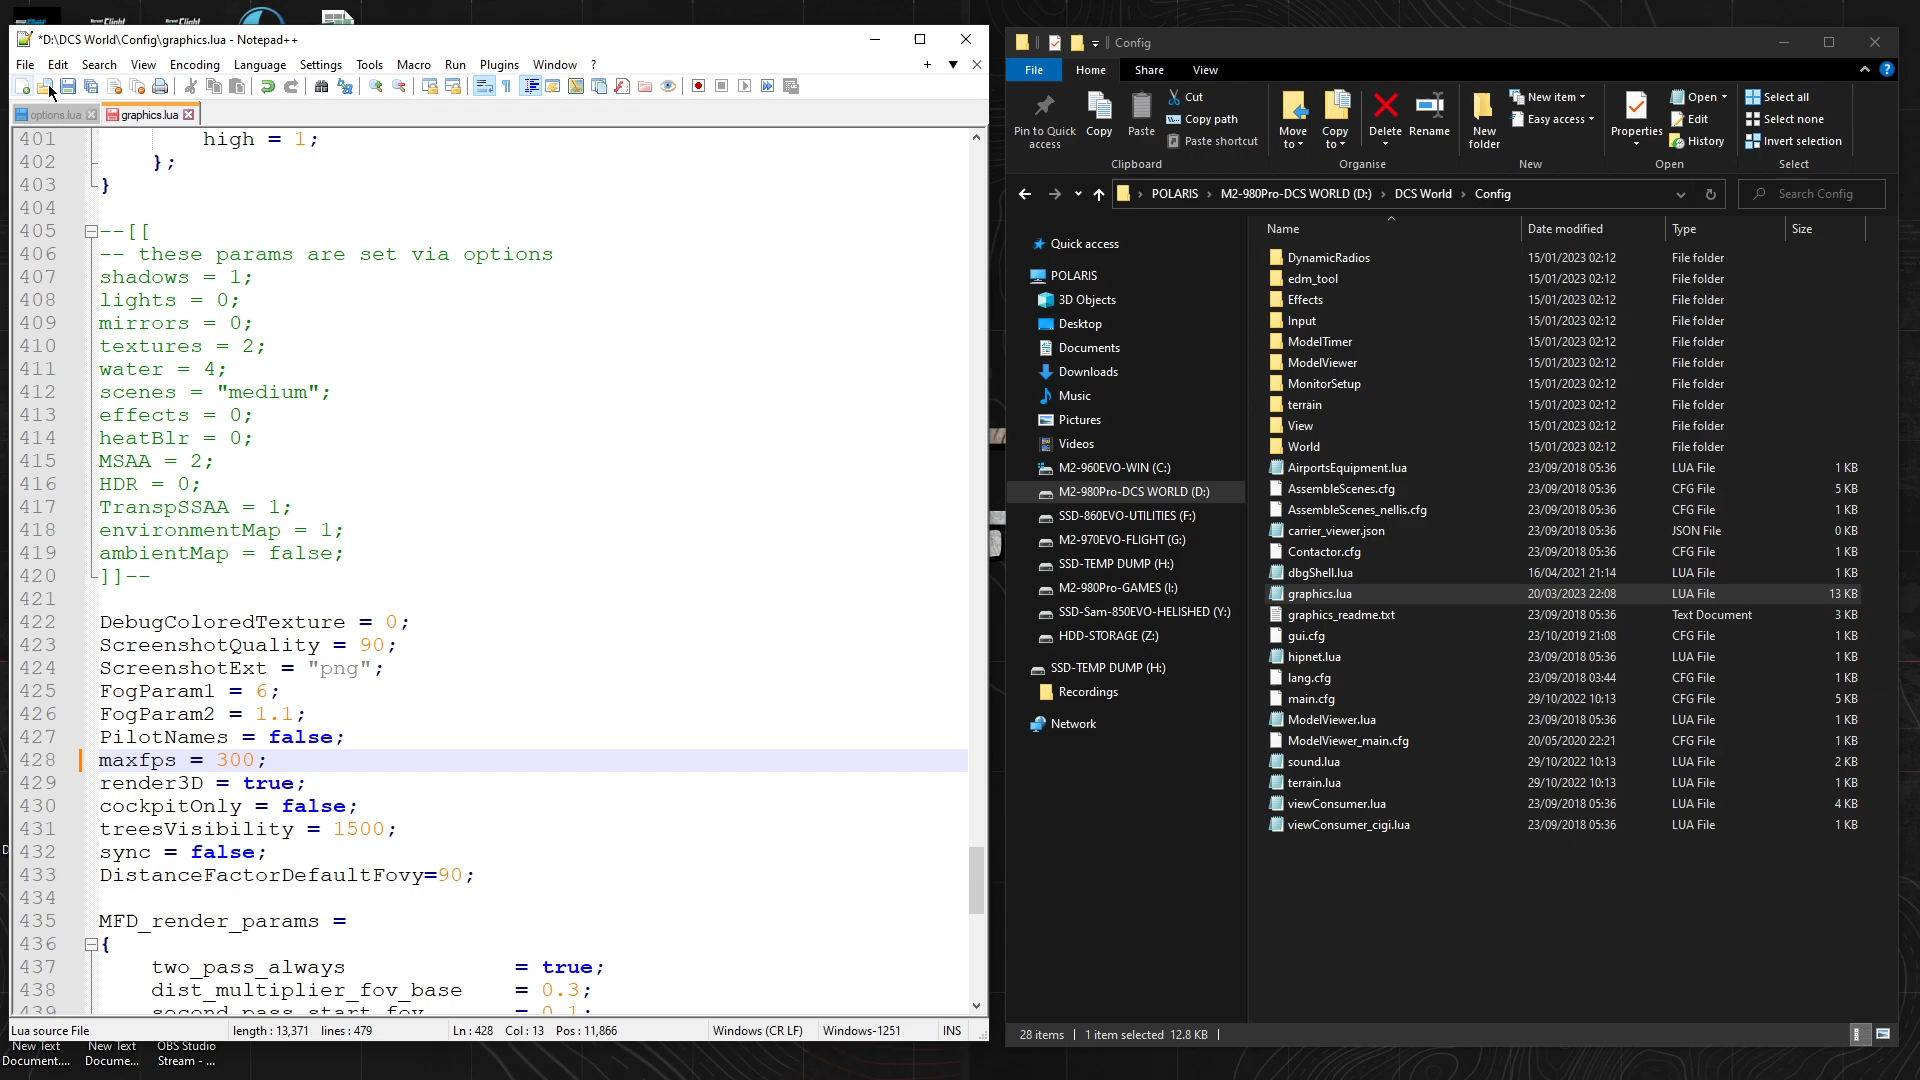 *D:\DCS World\Config\graphics.lua - Notepad++
File Edit Search View Encoding Language Settings Tools Macro Run Plugins Window ?
options.lua graphics.lua
401 high = 1;
402 };
403 }
404
405 --[[
406 -- these params are set via options
407 shadows = 1;
408 lights = 0;
409 mirrors = 0;
410 textures = 2;
411 water = 4;
412 scenes = "medium";
413 effects = 0;
414 heatBlr = 0;
415 MSAA = 2;
416 HDR = 0;
417 TranspSSAA = 1;
418 environmentMap = 1;
419 ambientMap = false;
420 ]]--
421
422 DebugColoredTexture = 0;
423 ScreenshotQuality = 90;
424 ScreenshotExt = "png";
425 FogParam1 = 6;
426 FogParam2 = 1.1;
427 PilotNames = false;
428 maxfps = 300;
429 render3D = true;
430 cockpitOnly = false;
431 treesVisibility = 1500;
432 sync = false;
433 DistanceFactorDefaultFovy=90;
434
435 MFD_render_params =
436 {
437 two_pass_always = true;
438 dist_multiplier_fov_base = 0.3;
439 second_pass_start_fov = 0.1;
Lua source File length : 13,371 lines : 479 Ln : 428 Col : 13 Pos : 11,866 Windows (CR LF) Windows-1251 INS
New Text Document....
New Text Docume...
OBS Studio Stream - ...
Config
File Home Share View
Pin to Quick access
Copy
Paste
Cut
Copy path
Paste shortcut
Clipboard
Move to
Copy to
Delete
Rename
Organise
New folder
New item
Easy access
New
Properties
Open
Edit
History
Open
Select all
Select none
Invert selection
Select
POLARIS > M2-980Pro-DCS WORLD (D:) > DCS World > Config
Search Config
Quick access
POLARIS
3D Objects
Desktop
Documents
Downloads
Music
Pictures
Videos
M2-960EVO-WIN (C:)
M2-980Pro-DCS WORLD (D:)
SSD-860EVO-UTILITIES (F:)
M2-970EVO-FLIGHT (G:)
SSD-TEMP DUMP (H:)
M2-980Pro-GAMES (I:)
SSD-Sam-850EVO-HELISHED (Y:)
HDD-STORAGE (Z:)
SSD-TEMP DUMP (H:)
Recordings
Network
Name Date modified Type Size
DynamicRadios 15/01/2023 02:12 File folder
edm_tool 15/01/2023 02:12 File folder
Effects 15/01/2023 02:12 File folder
Input 15/01/2023 02:12 File folder
ModelTimer 15/01/2023 02:12 File folder
ModelViewer 15/01/2023 02:12 File folder
MonitorSetup 15/01/2023 02:12 File folder
terrain 15/01/2023 02:12 File folder
View 15/01/2023 02:12 File folder
World 15/01/2023 02:12 File folder
AirportsEquipment.lua 23/09/2018 05:36 LUA File 1 KB
AssembleScenes.cfg 23/09/2018 05:36 CFG File 5 KB
AssembleScenes_nellis.cfg 23/09/2018 05:36 CFG File 1 KB
carrier_viewer.json 23/09/2018 05:36 JSON File 0 KB
Contactor.cfg 23/09/2018 05:36 CFG File 1 KB
dbgShell.lua 16/04/2021 21:14 LUA File 1 KB
graphics.lua 20/03/2023 22:08 LUA File 13 KB
graphics_readme.txt 23/09/2018 05:36 Text Document 3 KB
gui.cfg 23/10/2019 21:08 CFG File 1 KB
hipnet.lua 23/09/2018 05:36 LUA File 1 KB
lang.cfg 23/09/2018 03:44 CFG File 1 KB
main.cfg 29/10/2022 10:13 CFG File 5 KB
ModelViewer.lua 23/09/2018 05:36 LUA File 1 KB
ModelViewer_main.cfg 20/05/2020 22:21 CFG File 1 KB
sound.lua 29/10/2022 10:13 LUA File 2 KB
terrain.lua 29/10/2022 10:13 LUA File 1 KB
viewConsumer.lua 23/09/2018 05:36 LUA File 4 KB
viewConsumer_cigi.lua 23/09/2018 05:36 LUA File 1 KB
28 items 1 item selected 12.8 KB